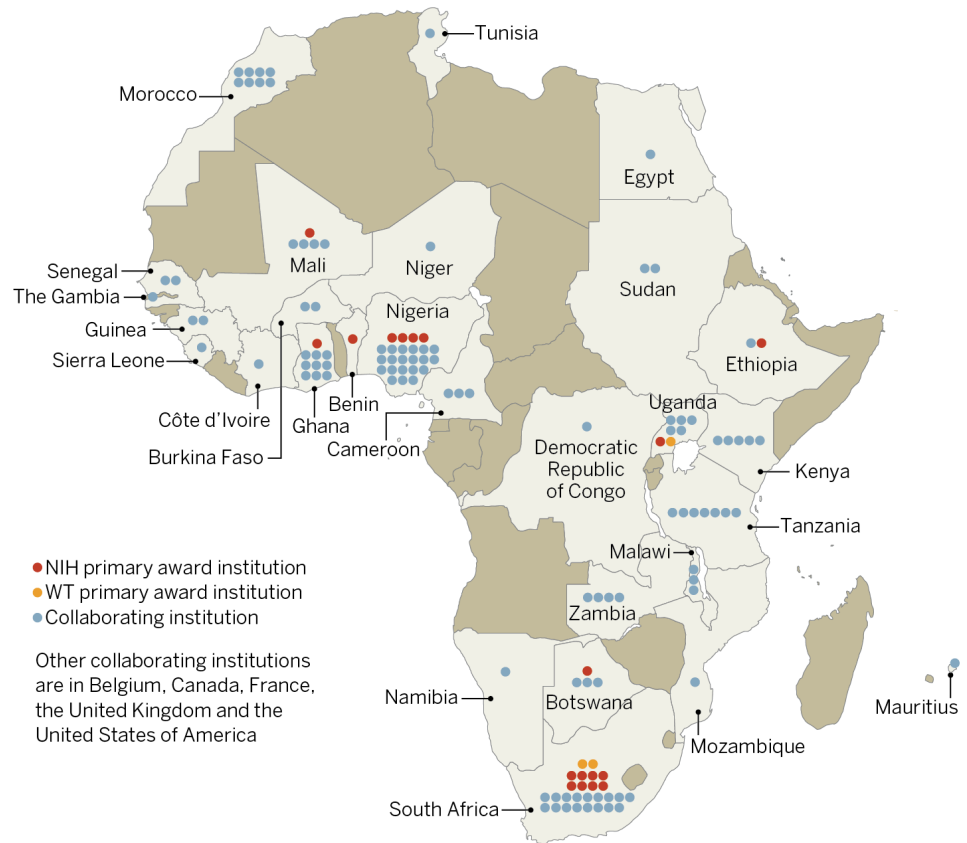 Tunisia
Morocco
Egypt
Mali
Niger
Sudan
Senegal
The Gambia
Guinea
Sierra Leone
Nigeria
Ethiopia
Côte d’Ivoire
Burkina Faso
Ghana
Benin
Cameroon
Uganda
Democratic
Republic
of Congo
Kenya
Tanzania
Malawi
Zambia
NIH primary award institution
WT primary award institution
Collaborating institution
Other collaborating institutions
are in Belgium, Canada, France,
the United Kingdom and the
United States of America
Namibia
Botswana
Mauritius
Mozambique
South Africa